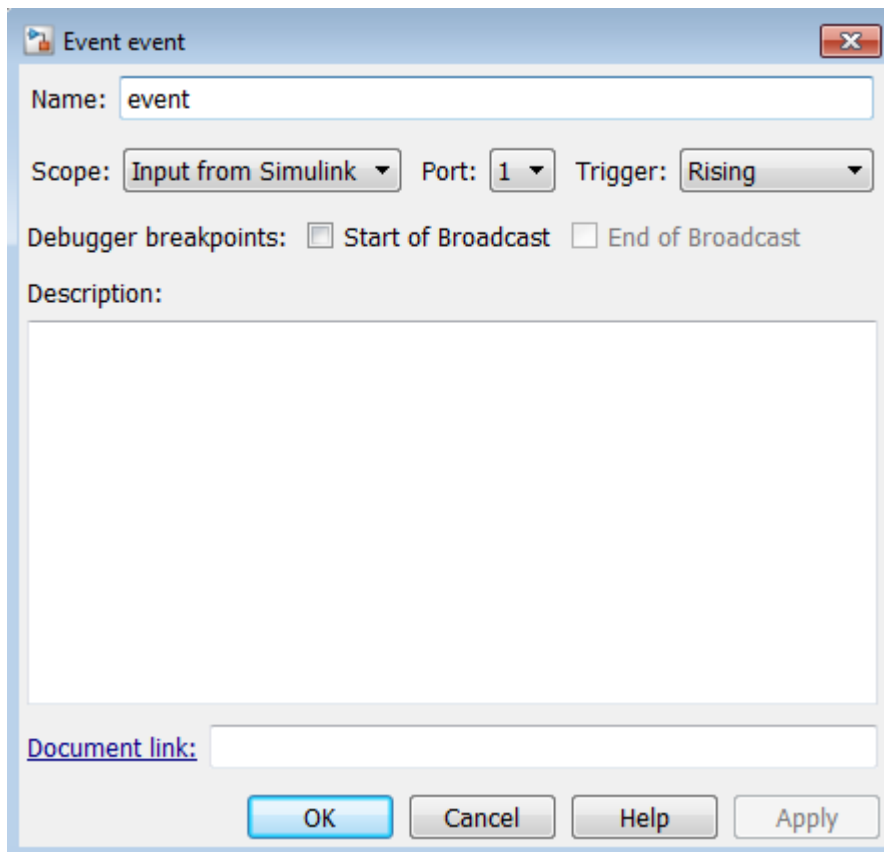 Event event
Name: event
Scope: Input from Simulink Port: 1 Trigger: Rising
Debugger breakpoints: Start of Broadcast End of Broadcast
Description:
Document link:
OK Cancel Help Apply